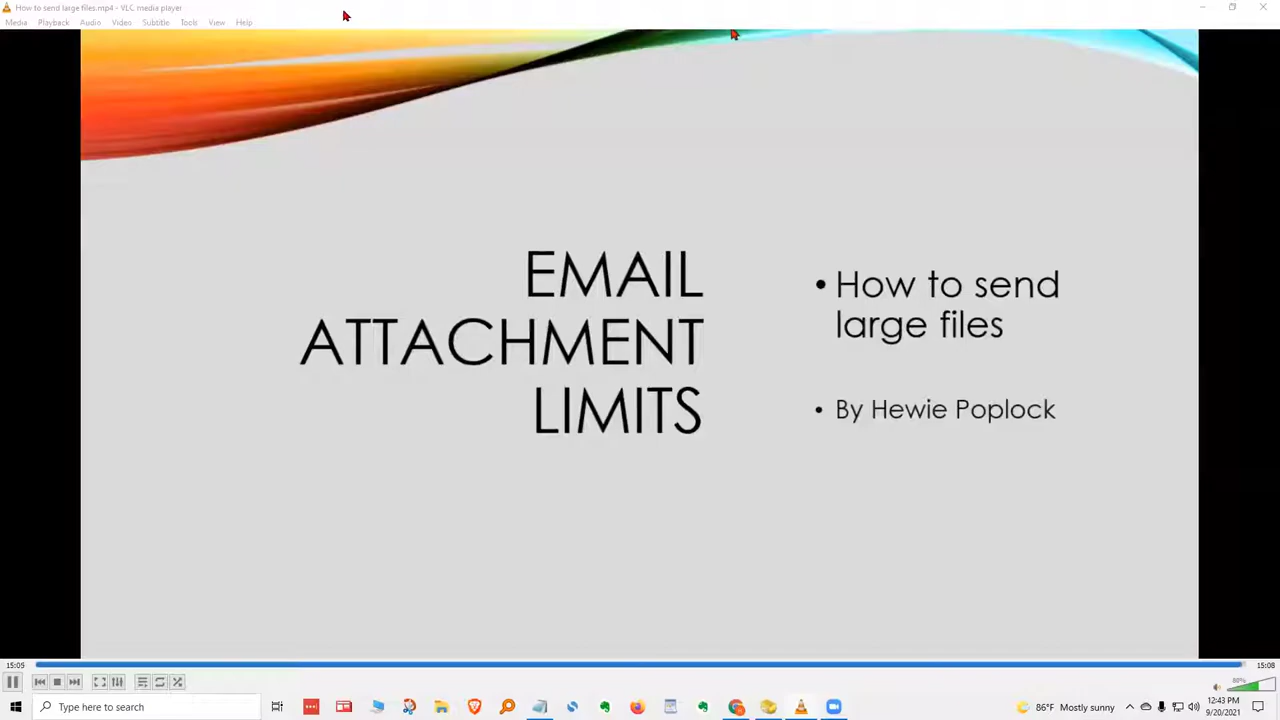 How to send large files.mp4 - VLC media player
Media Playback Audio Video Subtitle Tools View Help
EMAIL
ATTACHMENT
LIMITS
• How to send
large files
• By Hewie Poplock
15:05
15:08
80%
Type here to search
86°F Mostly sunny
12:43 PM
9/20/2021